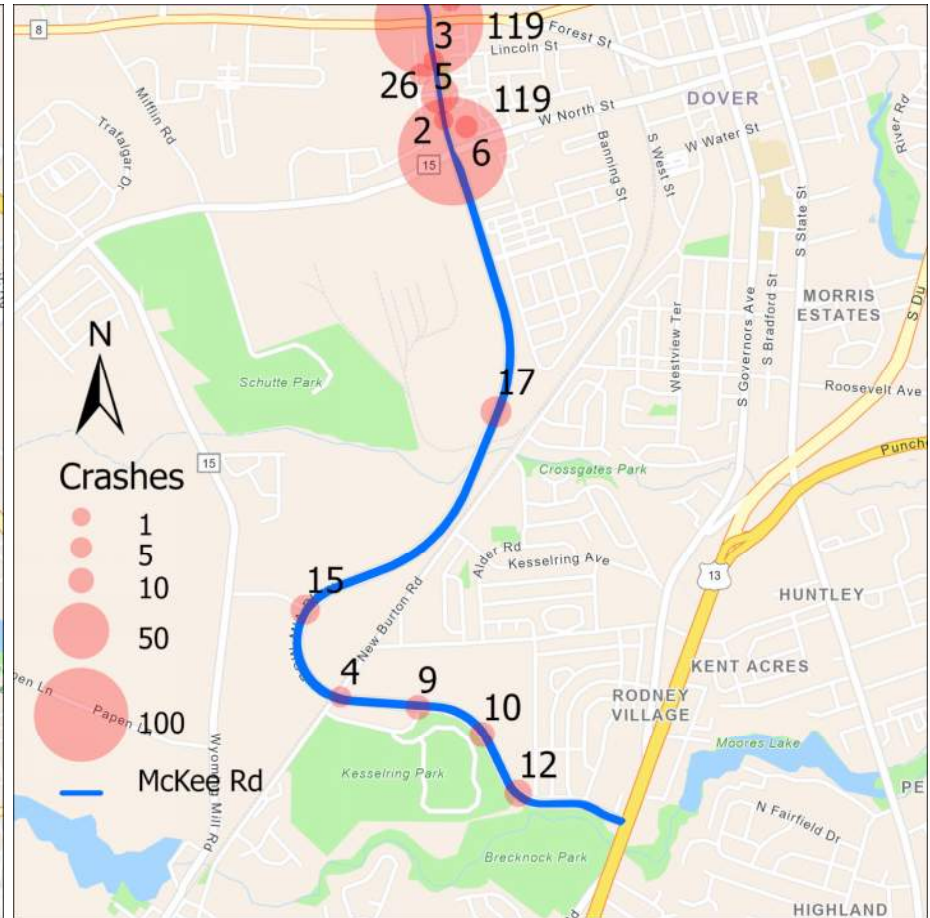 8
119
Forest St
3
Lincoln St
26
5
119
W North St
DOVER
2
6
15
Mifflin Rd
Trafalgar Dr
Banning St
S West St
W Water St
River Rd
S State St
MORRIS
ESTATES
S Du
S Governors Ave
S Bradford St
Westview Ter
Roosevelt Ave
N
Schutte Park
17
15
Crossgates Park
Punch
Crashes
1
5
10
50
100
McKee Rd
Alder Rd
Kesselring Ave
13
HUNTLEY
15
New Burton Rd
KENT ACRES
RODNEY
VILLAGE
4
9
10
12
Papen Ln
Wyoming Mill Rd
Kesselring Park
Moores Lake
PE
N Fairfield Dr
Brecknock Park
HIGHLAND